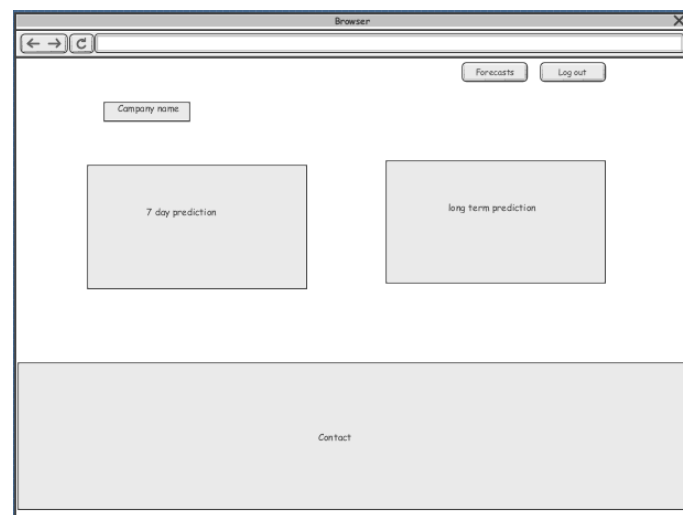 Browser
Forecasts
Log out
Company name
7 day prediction
long term prediction
Contact